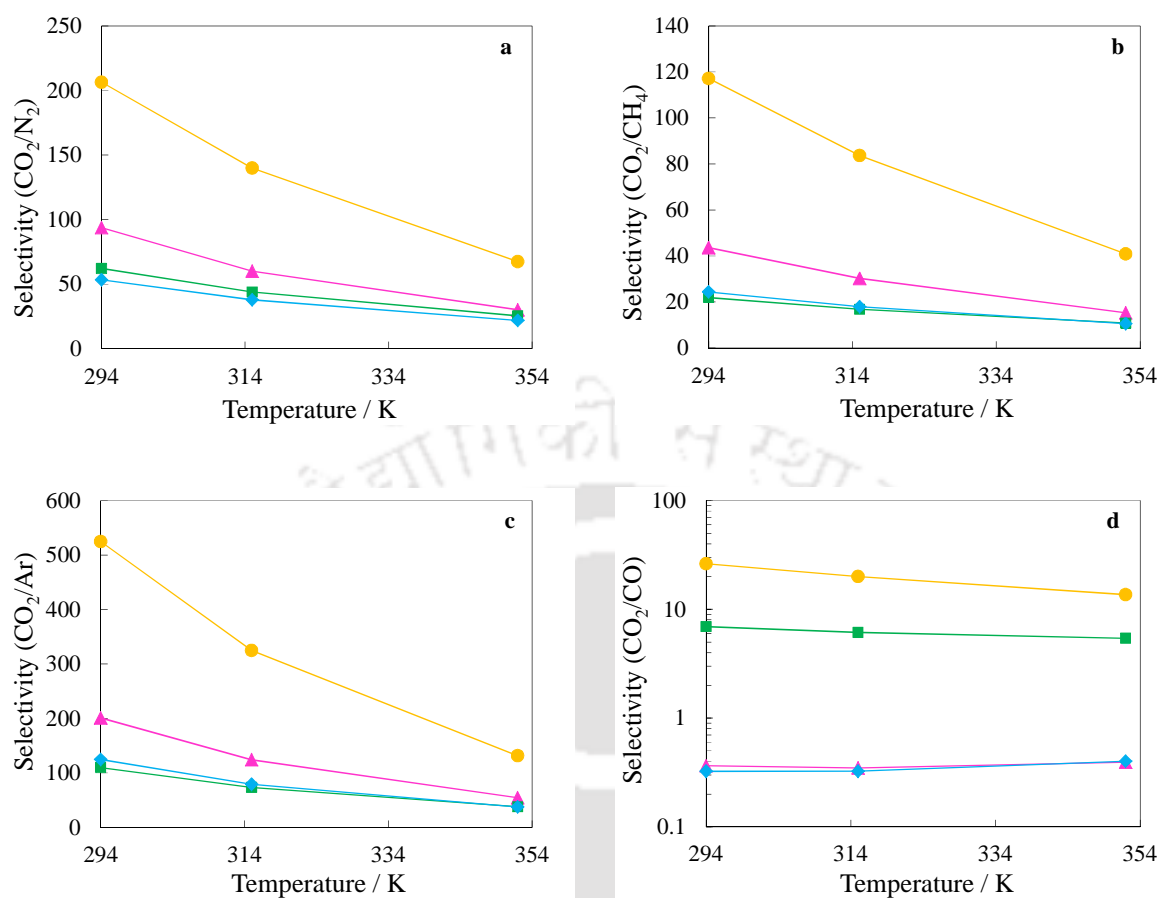 250
200
150
100
50
0
Selectivity (CO₂/N₂)
a
294 314 334 354
Temperature / K
140
120
100
80
60
40
20
0
Selectivity (CO₂/CH₄)
b
294 314 334 354
Temperature / K
600
500
400
300
200
100
0
Selectivity (CO₂/Ar)
c
294 314 334 354
Temperature / K
100
10
1
0.1
Selectivity (CO₂/CO)
d
294 314 334 354
Temperature / K